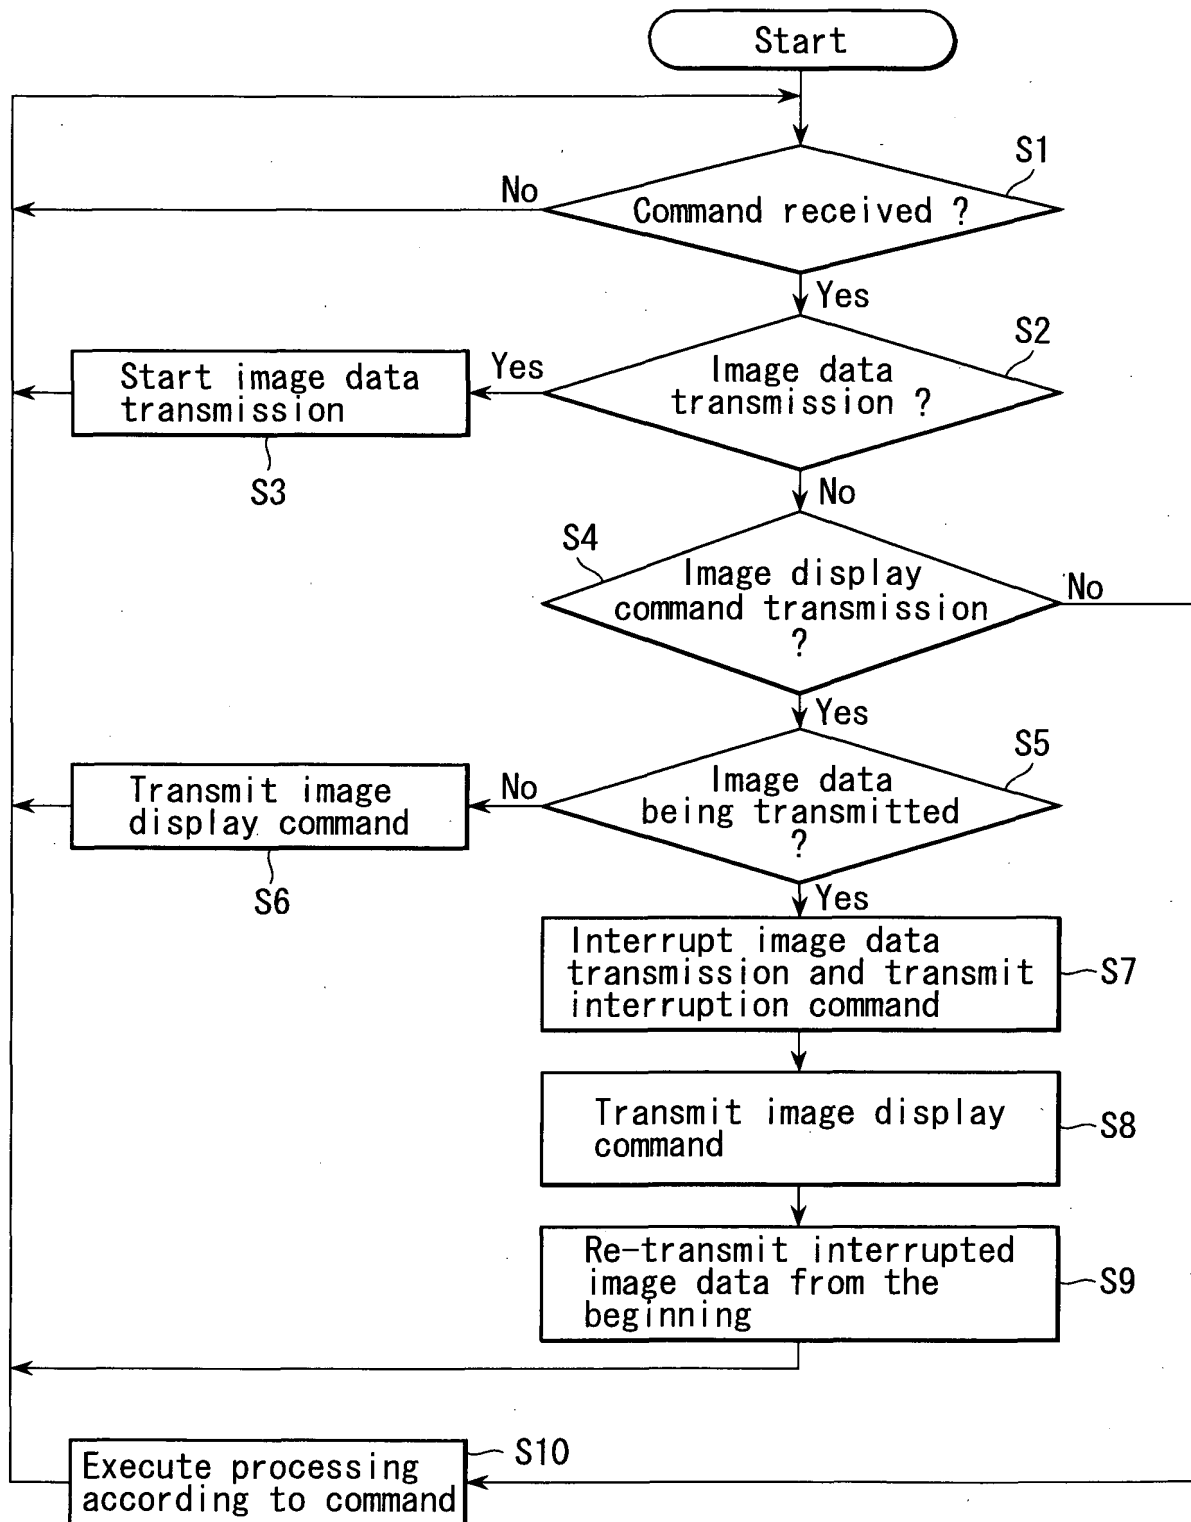 Start
S1
No
Command received ?
Yes
S2
Start image data
transmission
Yes
Image data
transmission ?
S3
No
S4
Image display
command transmission
?
No
Yes
S5
Transmit image
display command
No
Image data
being transmitted
?
S6
Yes
Interrupt image data
transmission and transmit
interruption command
S7
Transmit image display
command
S8
Re-transmit interrupted
image data from the
beginning
S9
S10
Execute processing
according to command